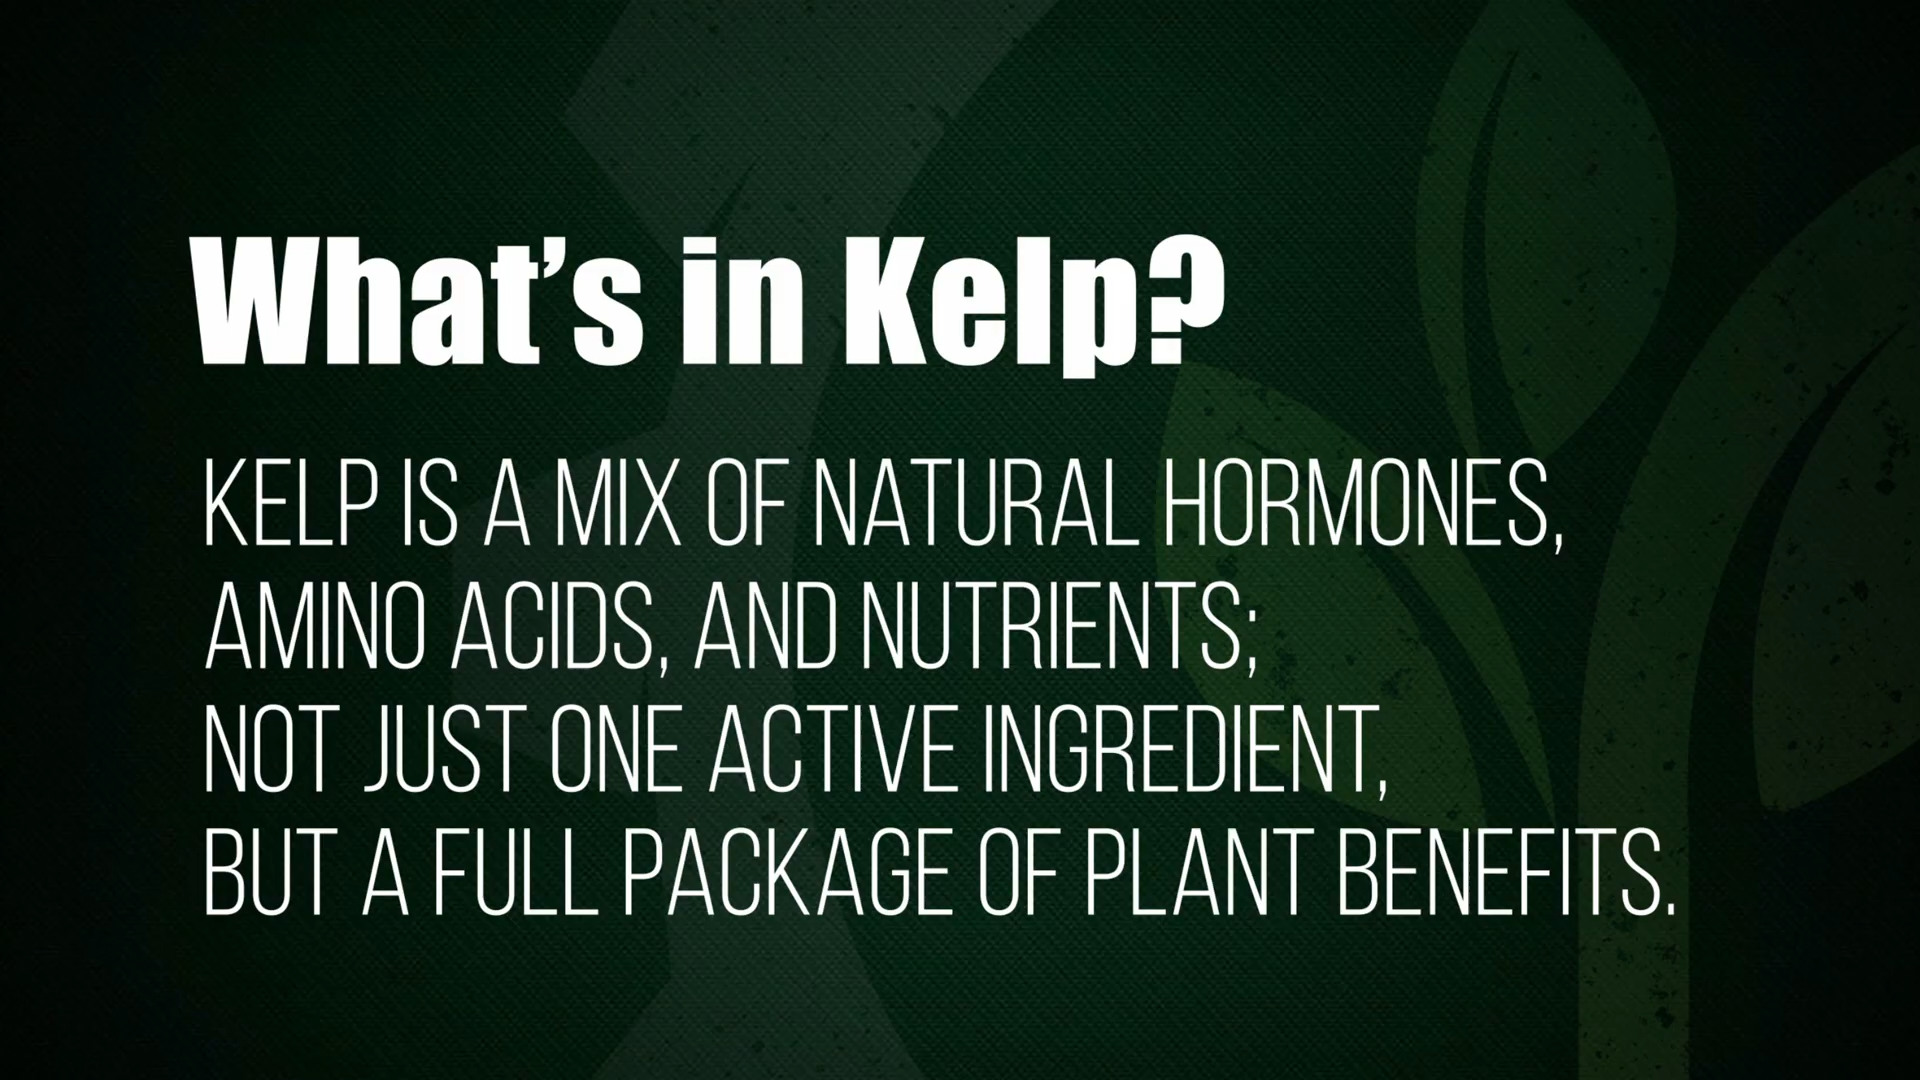 What’s in Kelp?
KELP IS A MIX OF NATURAL HORMONES,
AMINO ACIDS, AND NUTRIENTS;
NOT JUST ONE ACTIVE INGREDIENT,
BUT A FULL PACKAGE OF PLANT BENEFITS.